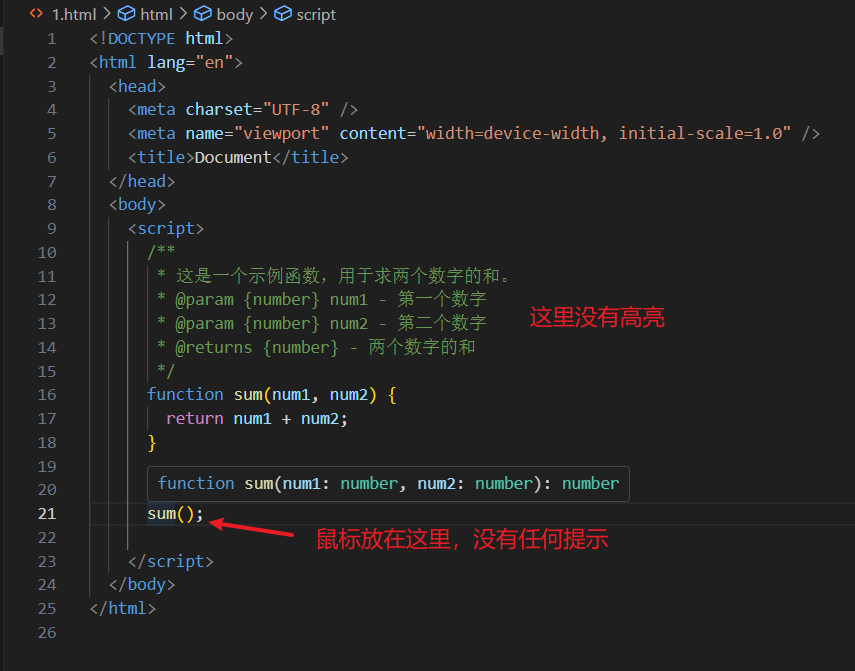 1.html > html > body > script
1 <!DOCTYPE html>
2 <html lang="en">
3 <head>
4 <meta charset="UTF-8" />
5 <meta name="viewport" content="width=device-width, initial-scale=1.0" />
6 <title>Document</title>
7 </head>
8 <body>
9 <script>
10 /**
11 * 这是一个示例函数，用于求两个数字的和。
12 * @param {number} num1 - 第一个数字
13 * @param {number} num2 - 第二个数字
这里没有高亮
14 * @returns {number} - 两个数字的和
15 */
16 function sum(num1, num2) {
17 return num1 + num2;
18 }
19
20 function sum(num1: number, num2: number): number
21 sum();
22 鼠标放在这里，没有任何提示
23 </script>
24 </body>
25 </html>
26